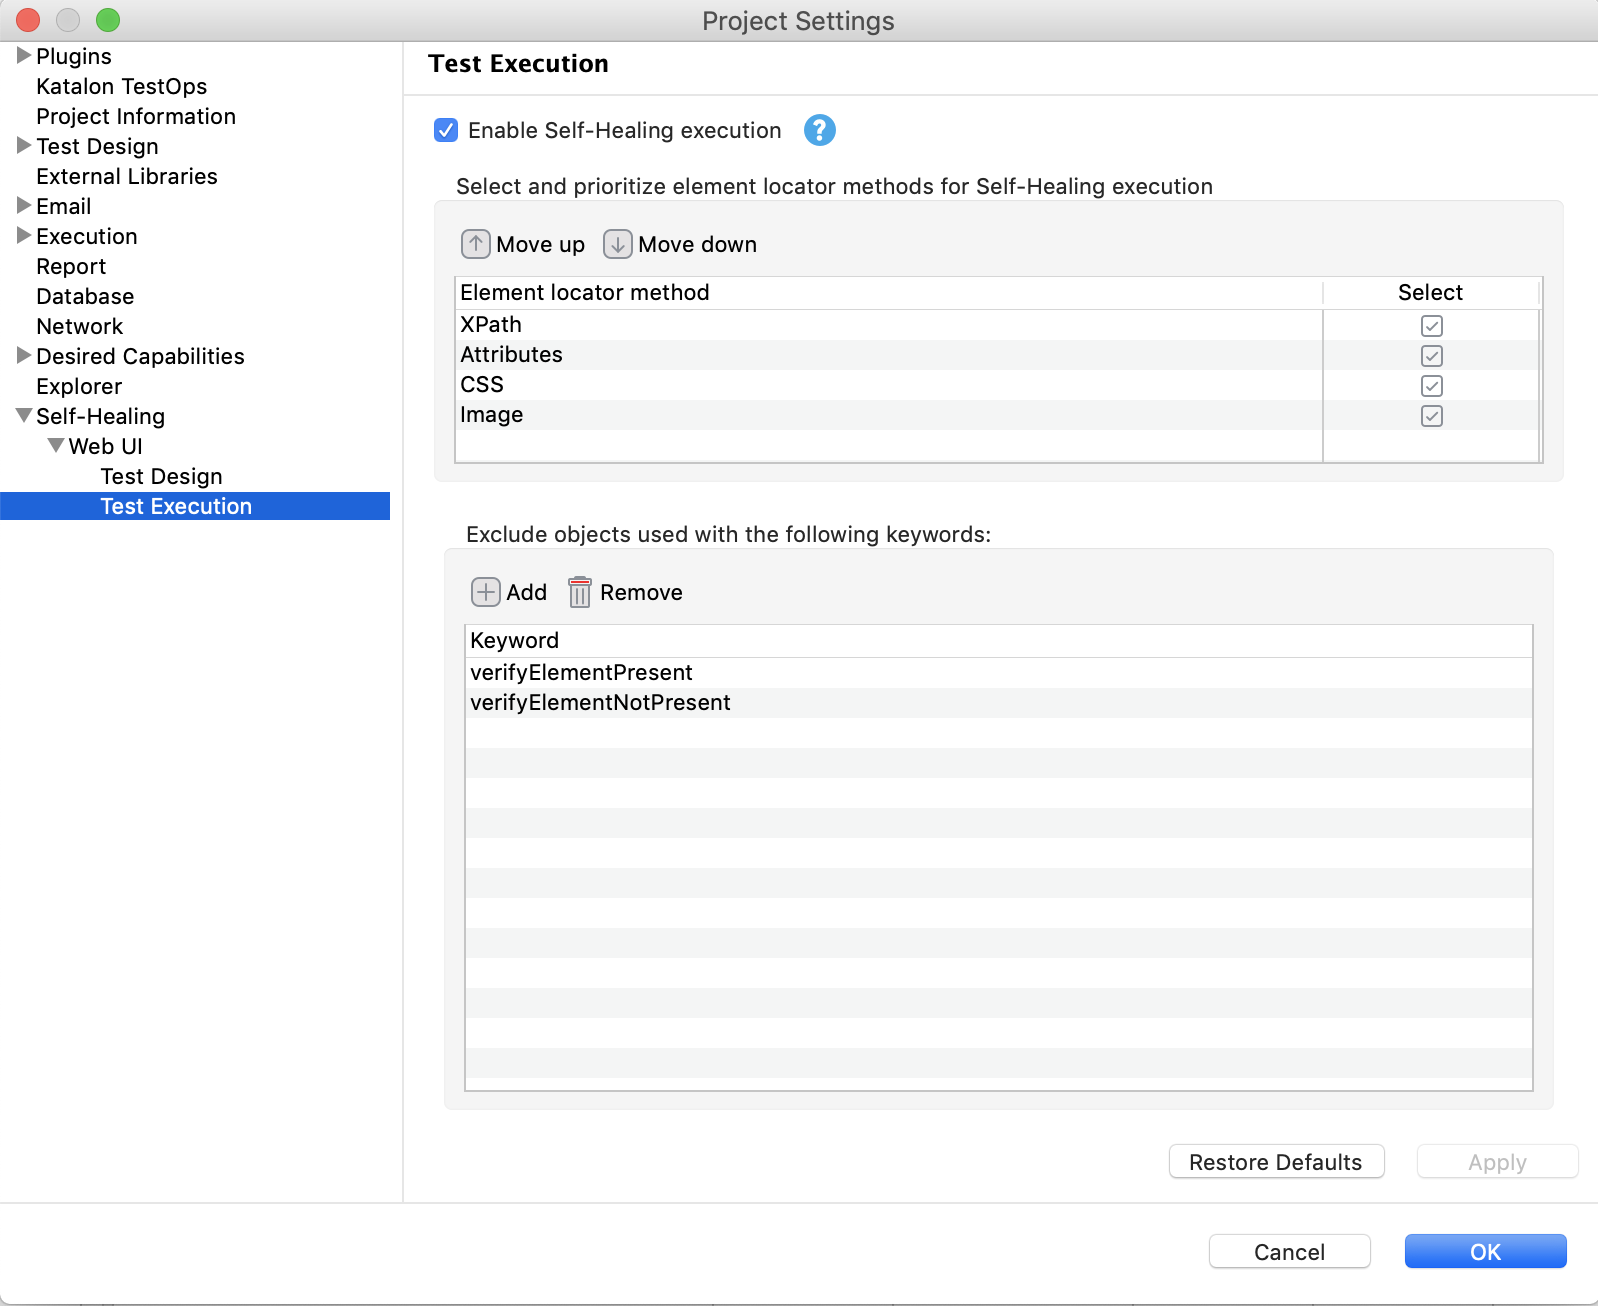 Project Settings
Plugins
Katalon TestOps
Project Information
Test Design
External Libraries
Email
Execution
Report
Database
Network
Desired Capabilities
Explorer
Self-Healing
Web UI
Test Design
Test Execution
Test Execution
Enable Self-Healing execution ?
Select and prioritize element locator methods for Self-Healing execution
Move up Move down
Element locator method Select
XPath
Attributes
CSS
Image
Exclude objects used with the following keywords:
Add Remove
Keyword
verifyElementPresent
verifyElementNotPresent
Restore Defaults Apply
Cancel OK